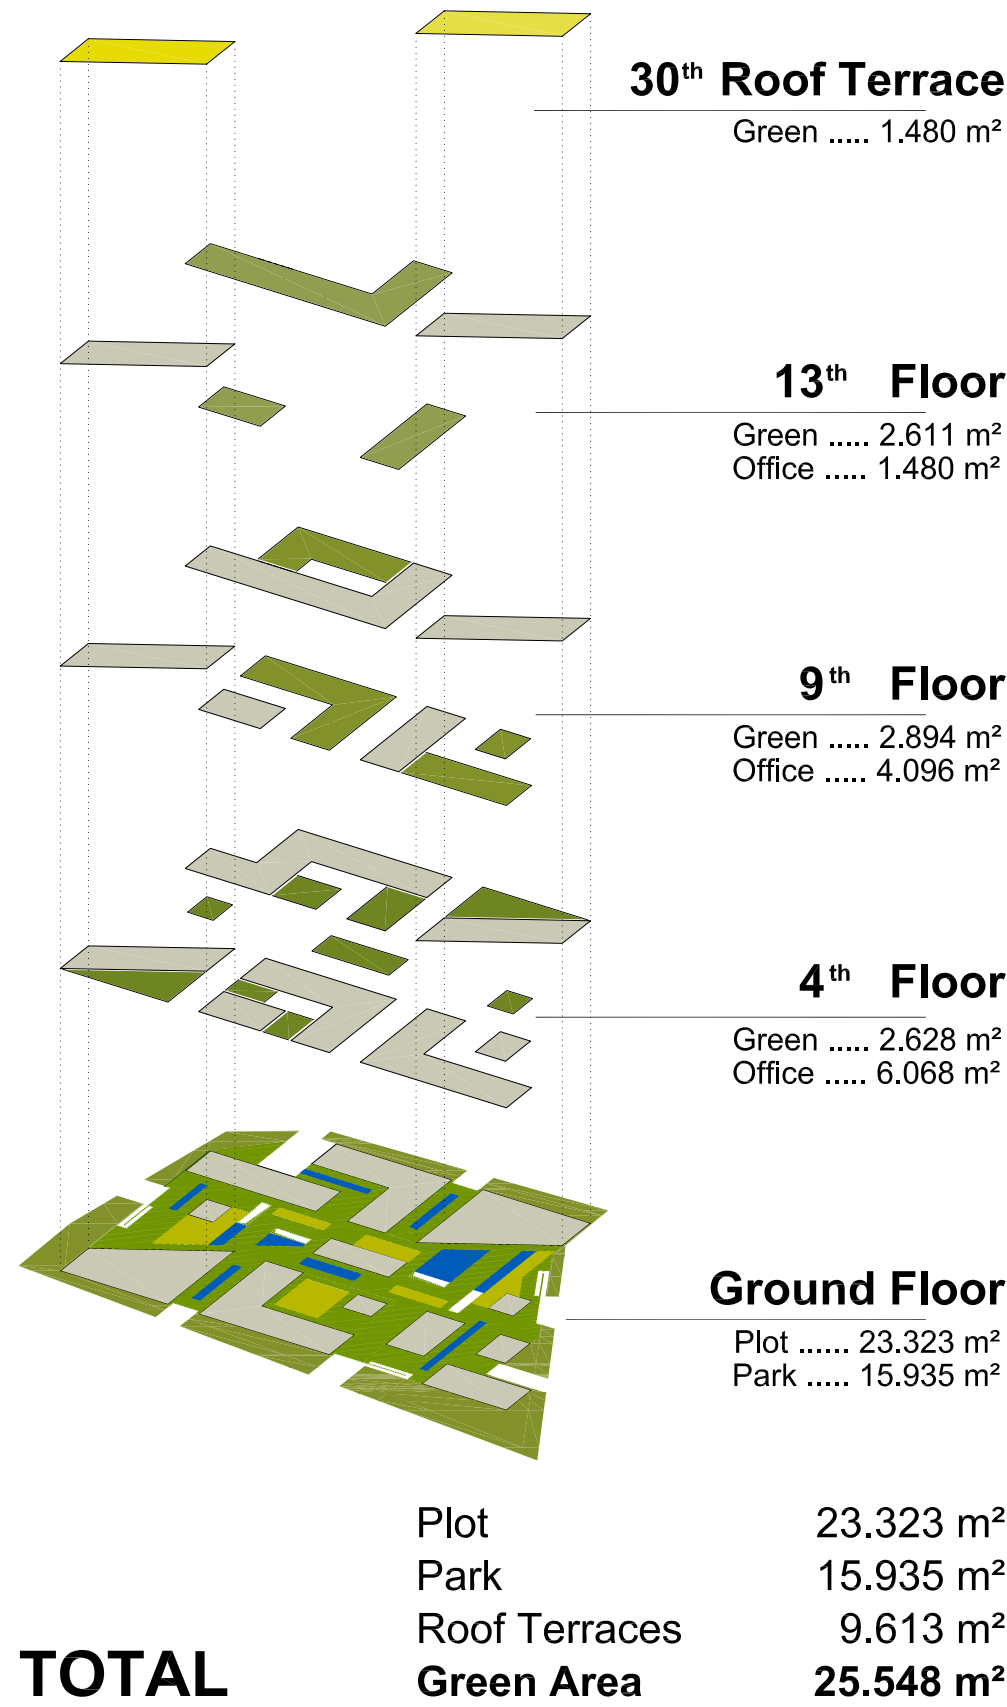 30th Roof Terrace
Green ..... 1.480 m²
13th Floor
Green ..... 2.611 m²
Office ..... 1.480 m²
9th Floor
Green ..... 2.894 m²
Office ..... 4.096 m²
4th Floor
Green ..... 2.628 m²
Office ..... 6.068 m²
Ground Floor
Plot ...... 23.323 m²
Park ..... 15.935 m²
Plot 23.323 m²
Park 15.935 m²
Roof Terraces 9.613 m²
TOTAL Green Area 25.548 m²